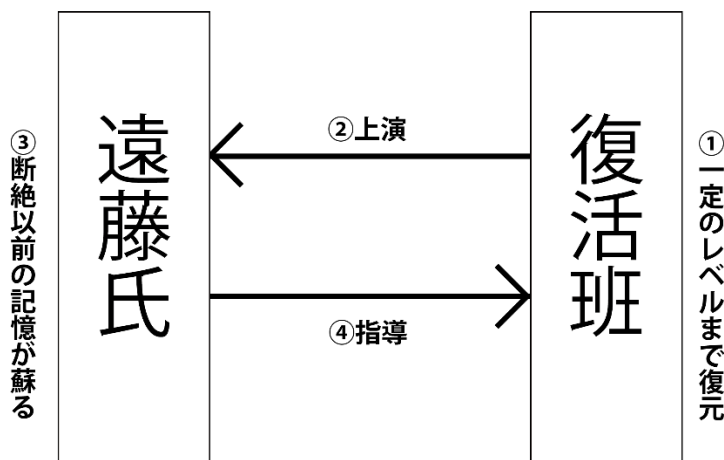 遠藤氏
復活班
①一定のレベルまで復元
②上演
③断絶以前の記憶が蘇る
④指導